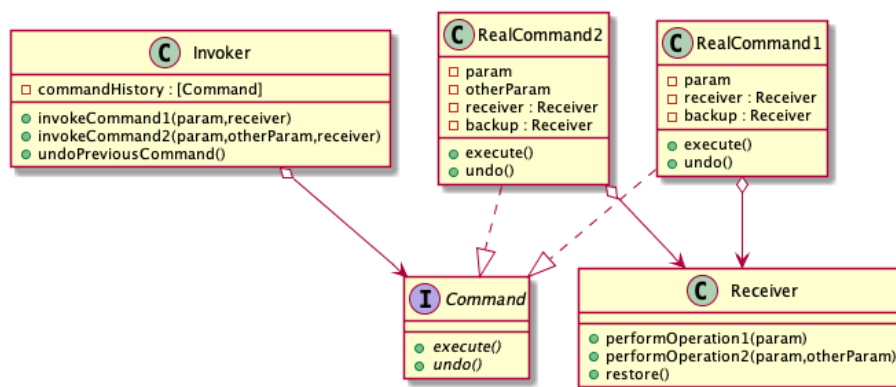 C Invoker
commandHistory : [Command]
invokeCommand1(param,receiver)
invokeCommand2(param,otherParam,receiver)
undoPreviousCommand()
C RealCommand2
param
otherParam
receiver : Receiver
backup : Receiver
execute()
undo()
C RealCommand1
param
receiver : Receiver
backup : Receiver
execute()
undo()
I Command
execute()
undo()
C Receiver
performOperation1(param)
performOperation2(param,otherParam)
restore()